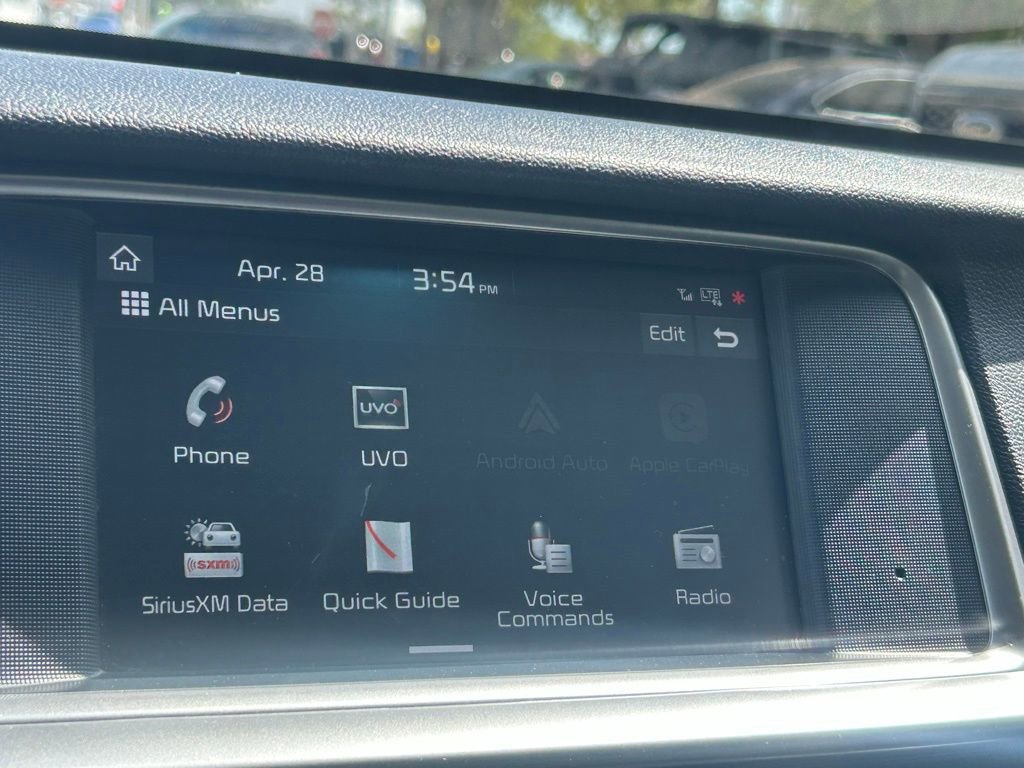 Apr. 28
3:54 PM
LTE
All Menus
Edit
UVO
Phone
UVO
Android Auto
Apple CarPlay
sxm
SiriusXM Data
Quick Guide
Voice
Commands
Radio